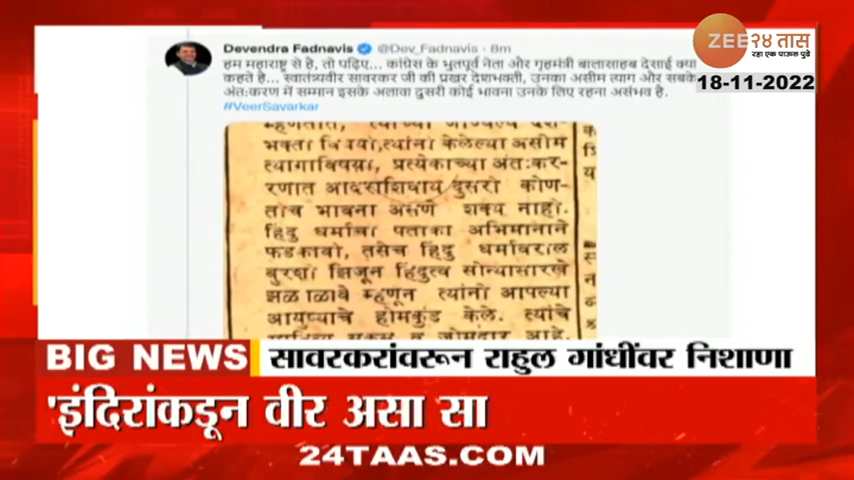 Devendra Fadnavis @Dev_Fadnavis · 8m
हम महाराष्ट्र से है, तो पढ़िए... कांग्रेस के भुतपूर्व नेता और गृहमंत्री बालासाहब देसाई क्या
कहते है... स्वातंत्र्यवीर सावरकर जी की प्रखर देशभक्ती, उनका असीम त्याग और सबके
अंतःकरण में सम्मान इसके अलावा दुसरी कोई भावना उनके लिए रहना असंभव है.
#VeerSavarkar
ZEE २४ तास
रहा एक पाऊल पुढे
18-11-2022
भक्ता विषयी,त्यांनी केलेल्या असीम
त्यागाविषयी, प्रत्येकाच्या अंतःकर-
रणात आदराशिवाय दुसरी कोण-
तीच भावना असणे शक्य नाही.
हिंदु धर्माची पताका अभिमानाने
फडकावी, तसेच हिंदु धर्मावरील
बुरशी झिजून हिंदुत्व सोन्यासारखे
झळाळावे म्हणून त्यांनी आपल्या
आयुष्याचे होमकुंड केले. त्यांचे
BIG NEWS सावरकरांवरून राहुल गांधींवर निशाणा
'इंदिरांकडून वीर असा सा
24TAAS.COM